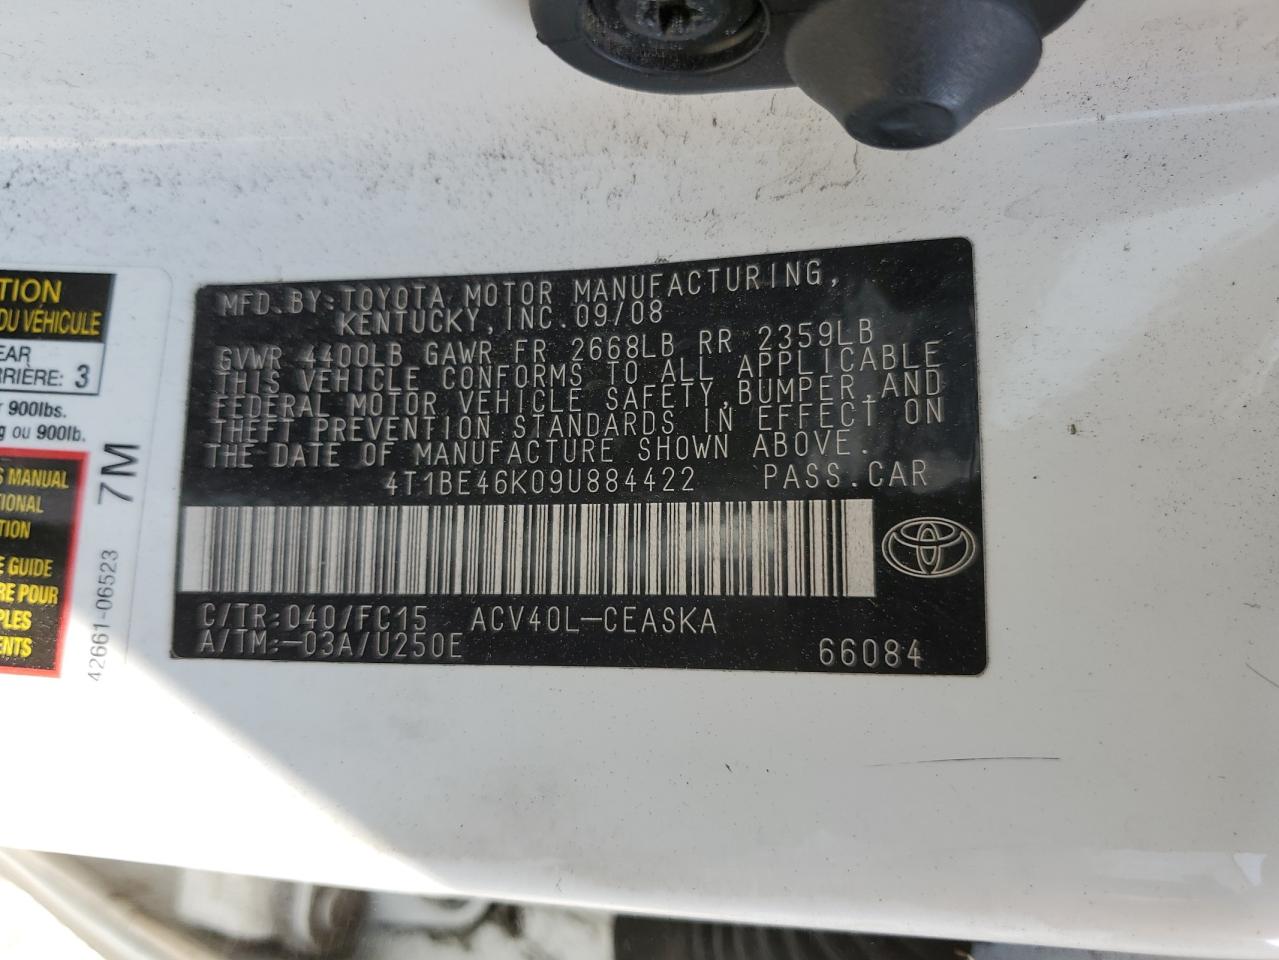 TION
DU VÉHICULE
EAR
RRIÈRE: 3
r 900lbs.
g ou 900lb.
S MANUAL
TIONAL
TION
E GUIDE
RE POUR
PLES
ENTS
7M
42661-06523
MFD.BY:TOYOTA MOTOR MANUFACTURING,
KENTUCKY,INC.09/08
GVWR 4400LB GAWR FR 2668LB RR 2359LB
THIS VEHICLE CONFORMS TO ALL APPLICABLE
FEDERAL MOTOR VEHICLE SAFETY,BUMPER,AND
THEFT PREVENTION STANDARDS IN EFFECT ON
THE DATE OF MANUFACTURE SHOWN ABOVE.
4T1BE46K09U884422 PASS.CAR
C/TR:040/FC15 ACV40L-CEASKA
A/TM:-03A/U250E 66084